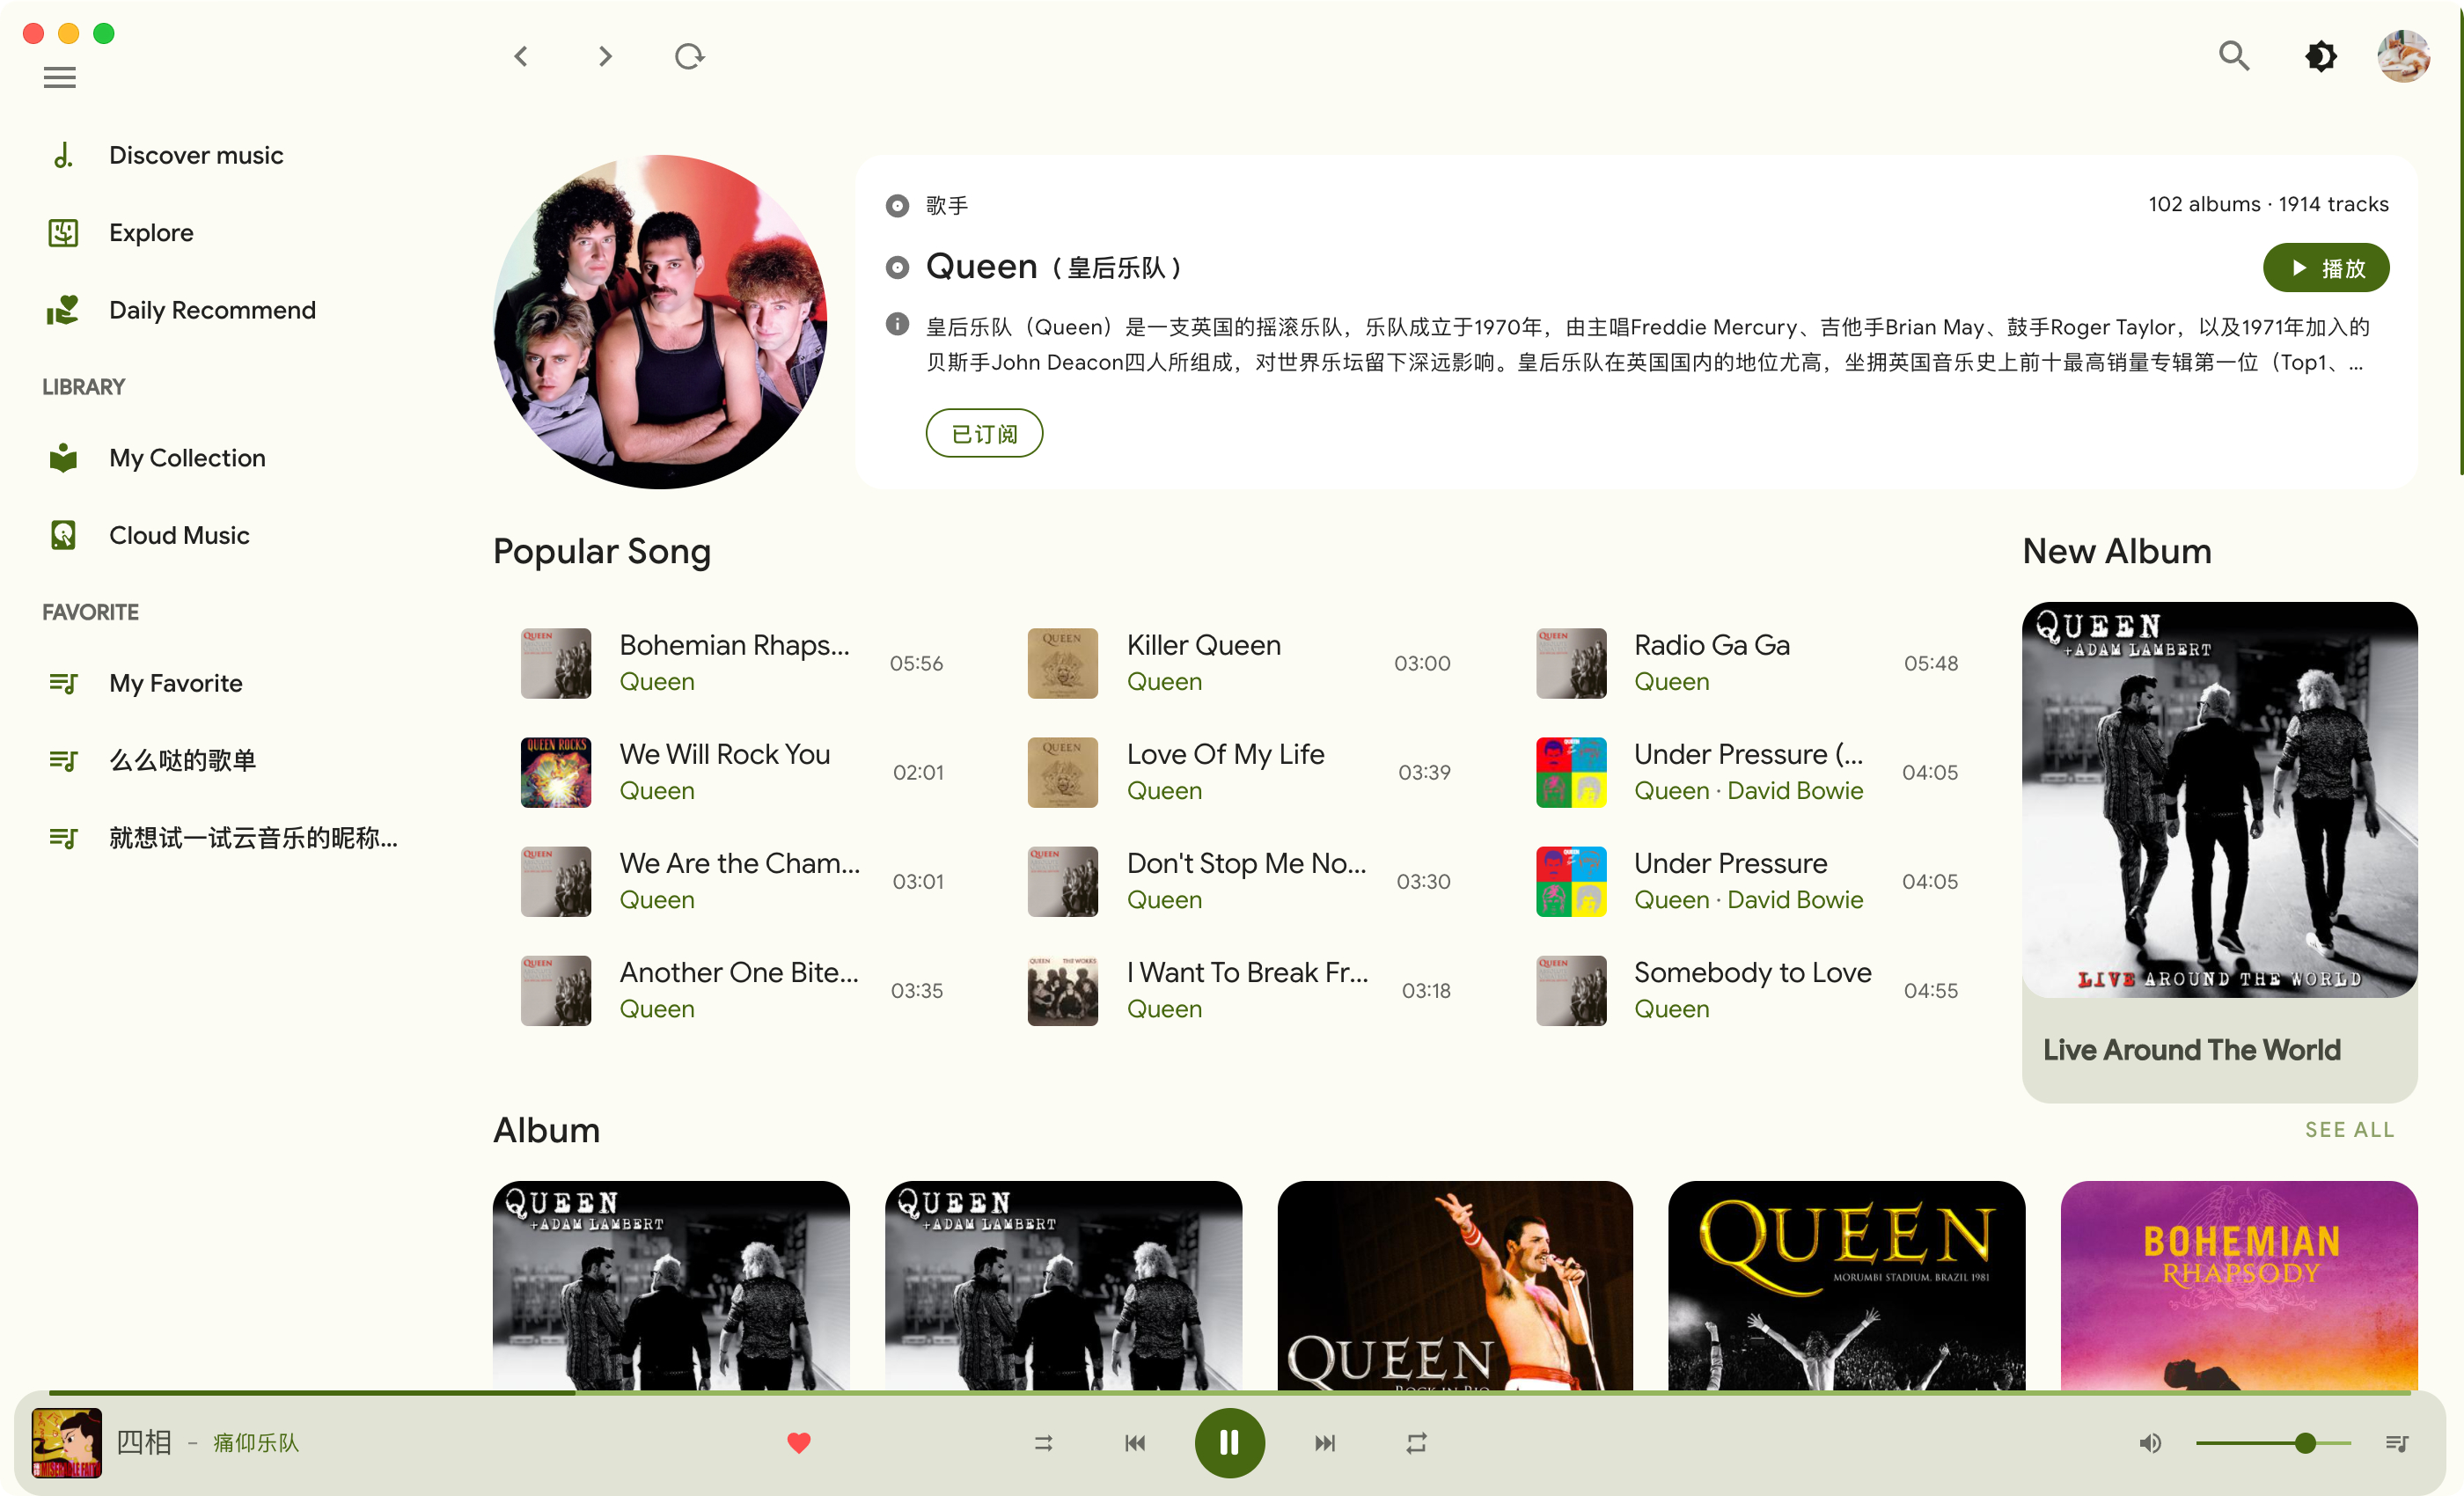 Discover music
Explore
Daily Recommend
LIBRARY
My Collection
Cloud Music
FAVORITE
My Favorite
么么哒的歌单
就想试一试云音乐的昵称...
歌手
102 albums · 1914 tracks
Queen（皇后乐队）
播放
皇后乐队（Queen）是一支英国的摇滚乐队，乐队成立于1970年，由主唱Freddie Mercury、吉他手Brian May、鼓手Roger Taylor，以及1971年加入的
贝斯手John Deacon四人所组成，对世界乐坛留下深远影响。皇后乐队在英国国内的地位尤高，坐拥英国音乐史上前十最高销量专辑第一位（Top1、...
已订阅
Popular Song
Bohemian Rhaps...
Queen
05:56
Killer Queen
Queen
03:00
Radio Ga Ga
Queen
05:48
We Will Rock You
Queen
02:01
Love Of My Life
Queen
03:39
Under Pressure (...
Queen · David Bowie
04:05
We Are the Cham...
Queen
03:01
Don't Stop Me No...
Queen
03:30
Under Pressure
Queen · David Bowie
04:05
Another One Bite...
Queen
03:35
I Want To Break Fr...
Queen
03:18
Somebody to Love
Queen
04:55
New Album
QUEEN
+ADAM LAMBERT
LIVE AROUND THE WORLD
Live Around The World
Album
SEE ALL
QUEEN
+ADAM LAMBERT
QUEEN
+ADAM LAMBERT
QUEEN
ROCK IN RIO
QUEEN
MORUMBI STADIUM, BRAZIL 1981
BOHEMIAN
RHAPSODY
四相 - 痛仰乐队